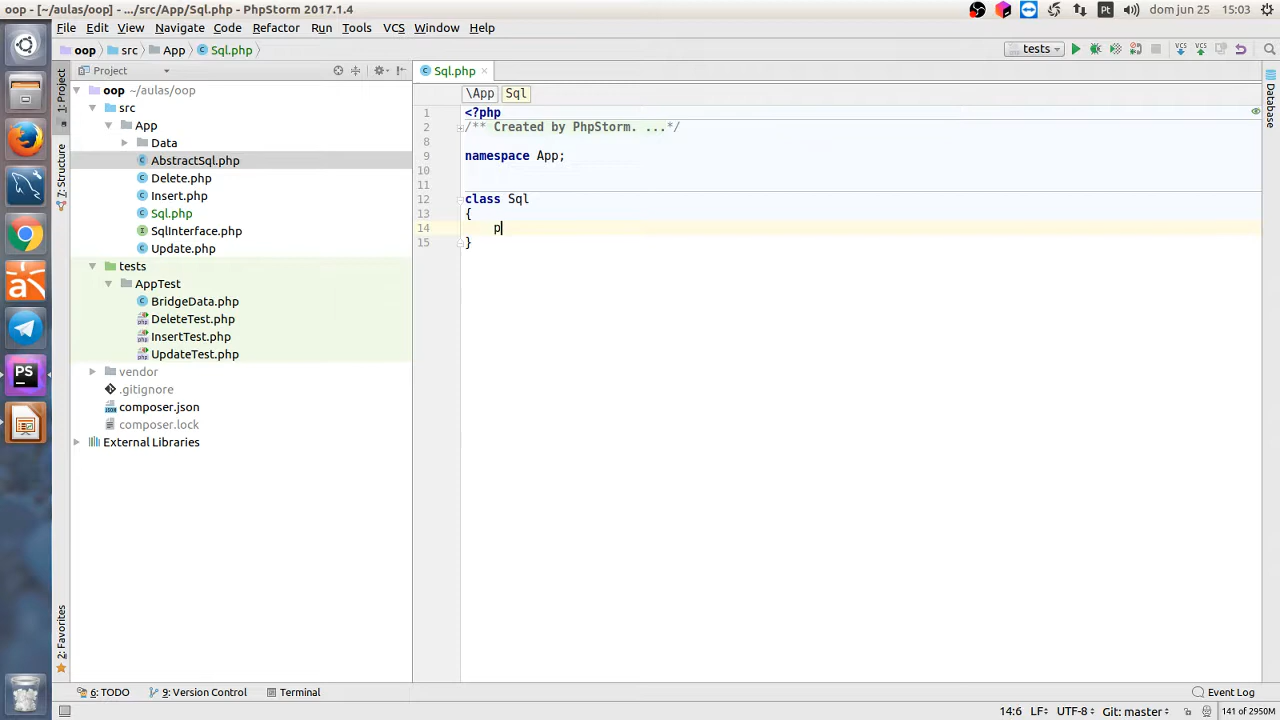 oop - [~/aulas/oop] - .../src/App/Sql.php - PhpStorm 2017.1.4
Pt
dom jun 25
15:03
File Edit View Navigate Code Refactor Run Tools VCS Window Help
oop src App Sql.php
tests
VCS VCS
1: Project
7: Structure
2: Favorites
Project
oop ~/aulas/oop
src
App
Data
AbstractSql.php
Delete.php
Insert.php
Sql.php
SqlInterface.php
Update.php
tests
AppTest
BridgeData.php
DeleteTest.php
InsertTest.php
UpdateTest.php
vendor
.gitignore
composer.json
composer.lock
External Libraries
Sql.php
\App Sql
1 <?php
2 /** Created by PhpStorm. ...*/
8
9 namespace App;
10
11
12 class Sql
13 {
14 p
15 }
Database
PS
6: TODO 9: Version Control Terminal
Event Log
14:6 LF÷ UTF-8÷ Git: master÷ 141 of 2950M